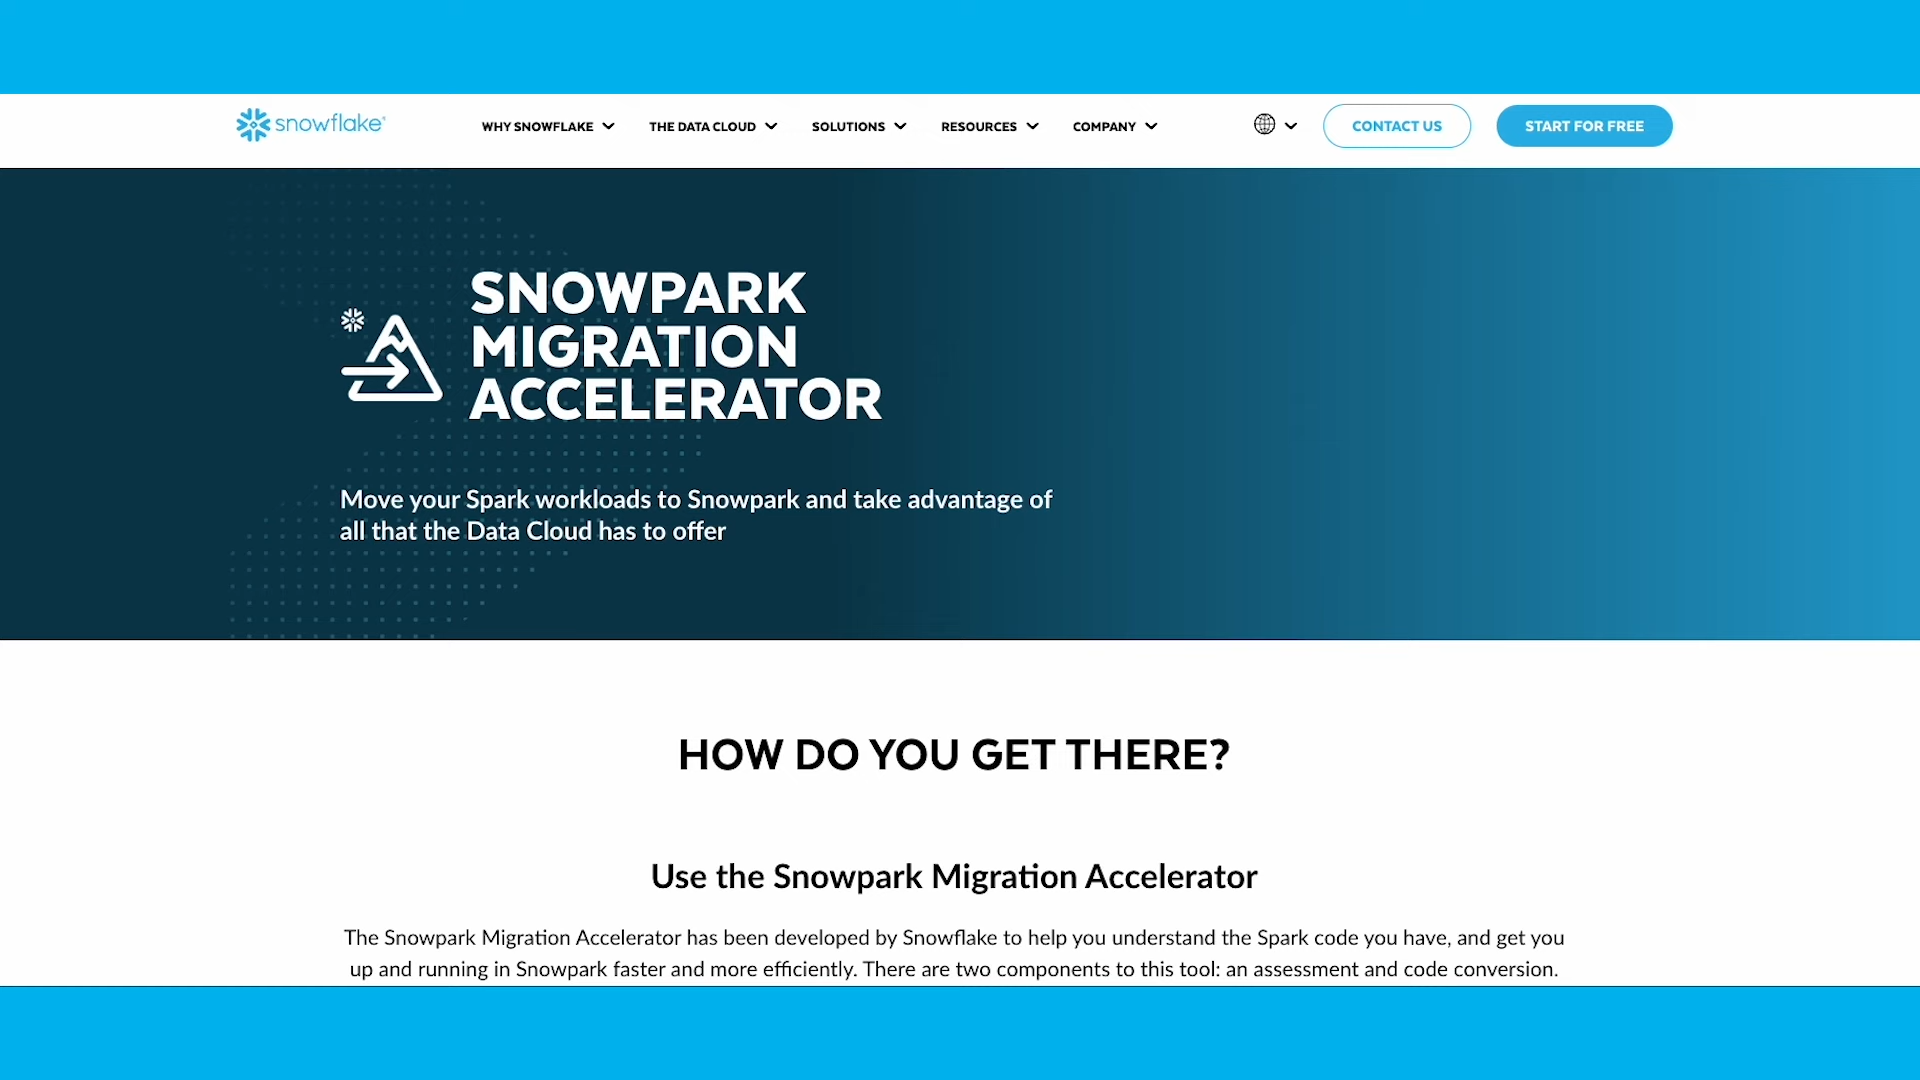 snowflake®
WHY SNOWFLAKE
THE DATA CLOUD
SOLUTIONS
RESOURCES
COMPANY
CONTACT US
START FOR FREE
SNOWPARK
MIGRATION
ACCELERATOR
Move your Spark workloads to Snowpark and take advantage of
all that the Data Cloud has to offer
HOW DO YOU GET THERE?
Use the Snowpark Migration Accelerator
The Snowpark Migration Accelerator has been developed by Snowflake to help you understand the Spark code you have, and get you
up and running in Snowpark faster and more efficiently. There are two components to this tool: an assessment and code conversion.